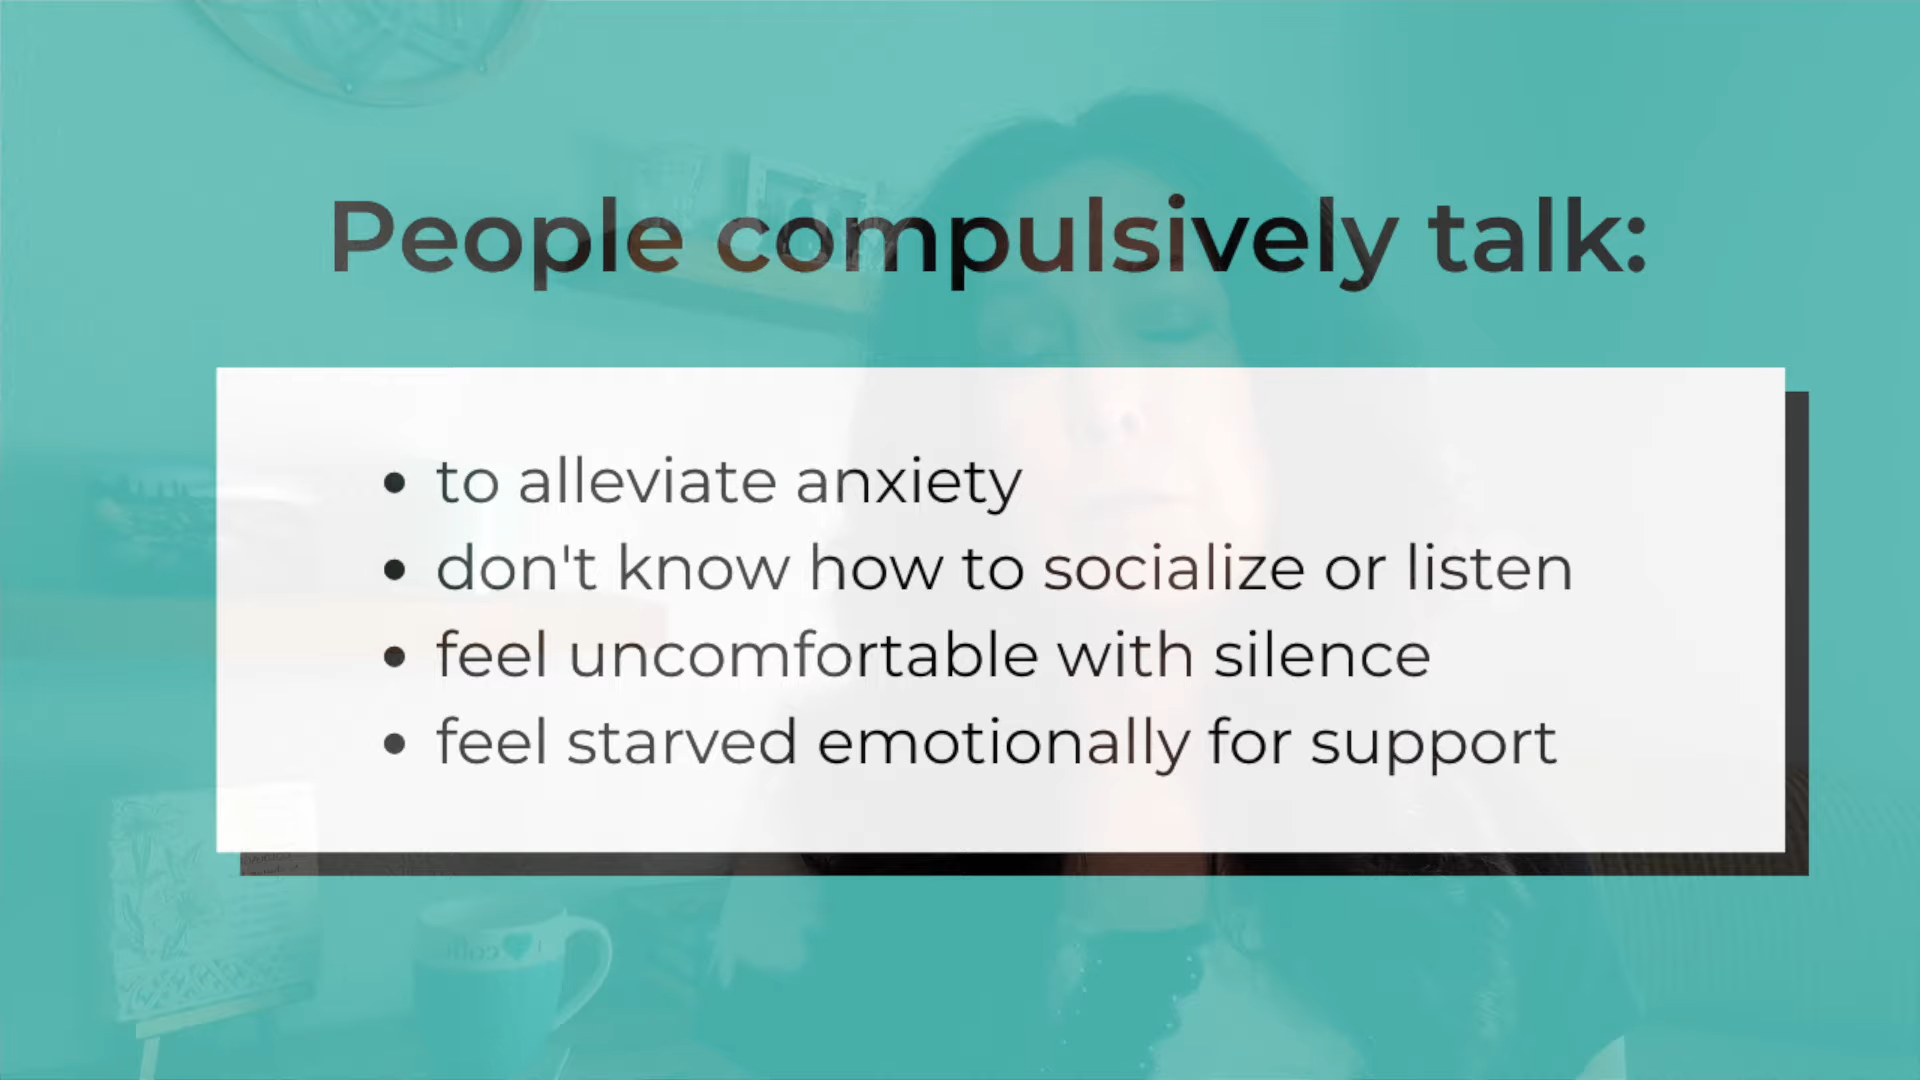 People compulsively talk:
• to alleviate anxiety
• don't know how to socialize or listen
• feel uncomfortable with silence
• feel starved emotionally for support